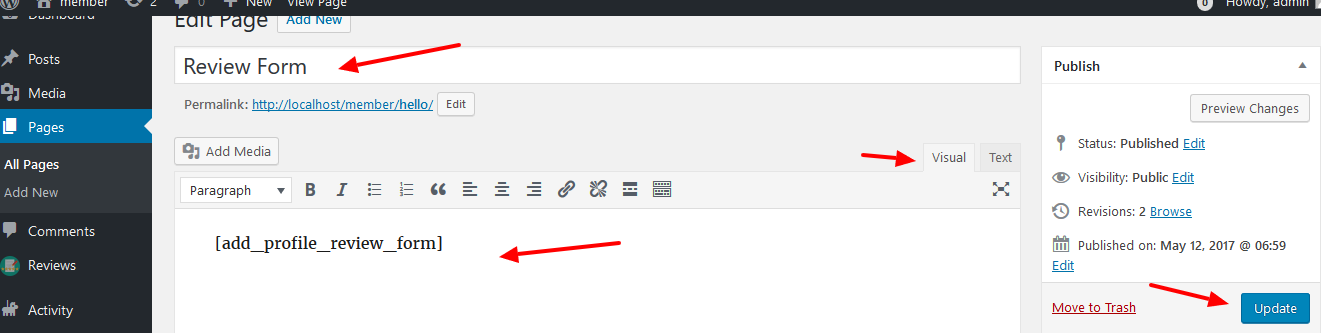 member 2 0 + New View Page 0 Howdy, admin
Dashboard
Edit Page Add New
Posts
Media
Pages
All Pages
Add New
Comments
Reviews
Activity
Review Form
Permalink: http://localhost/member/hello/ Edit
Add Media
Visual Text
Paragraph B I
[add_profile_review_form]
Publish
Preview Changes
Status: Published Edit
Visibility: Public Edit
Revisions: 2 Browse
Published on: May 12, 2017 @ 06:59
Edit
Move to Trash Update